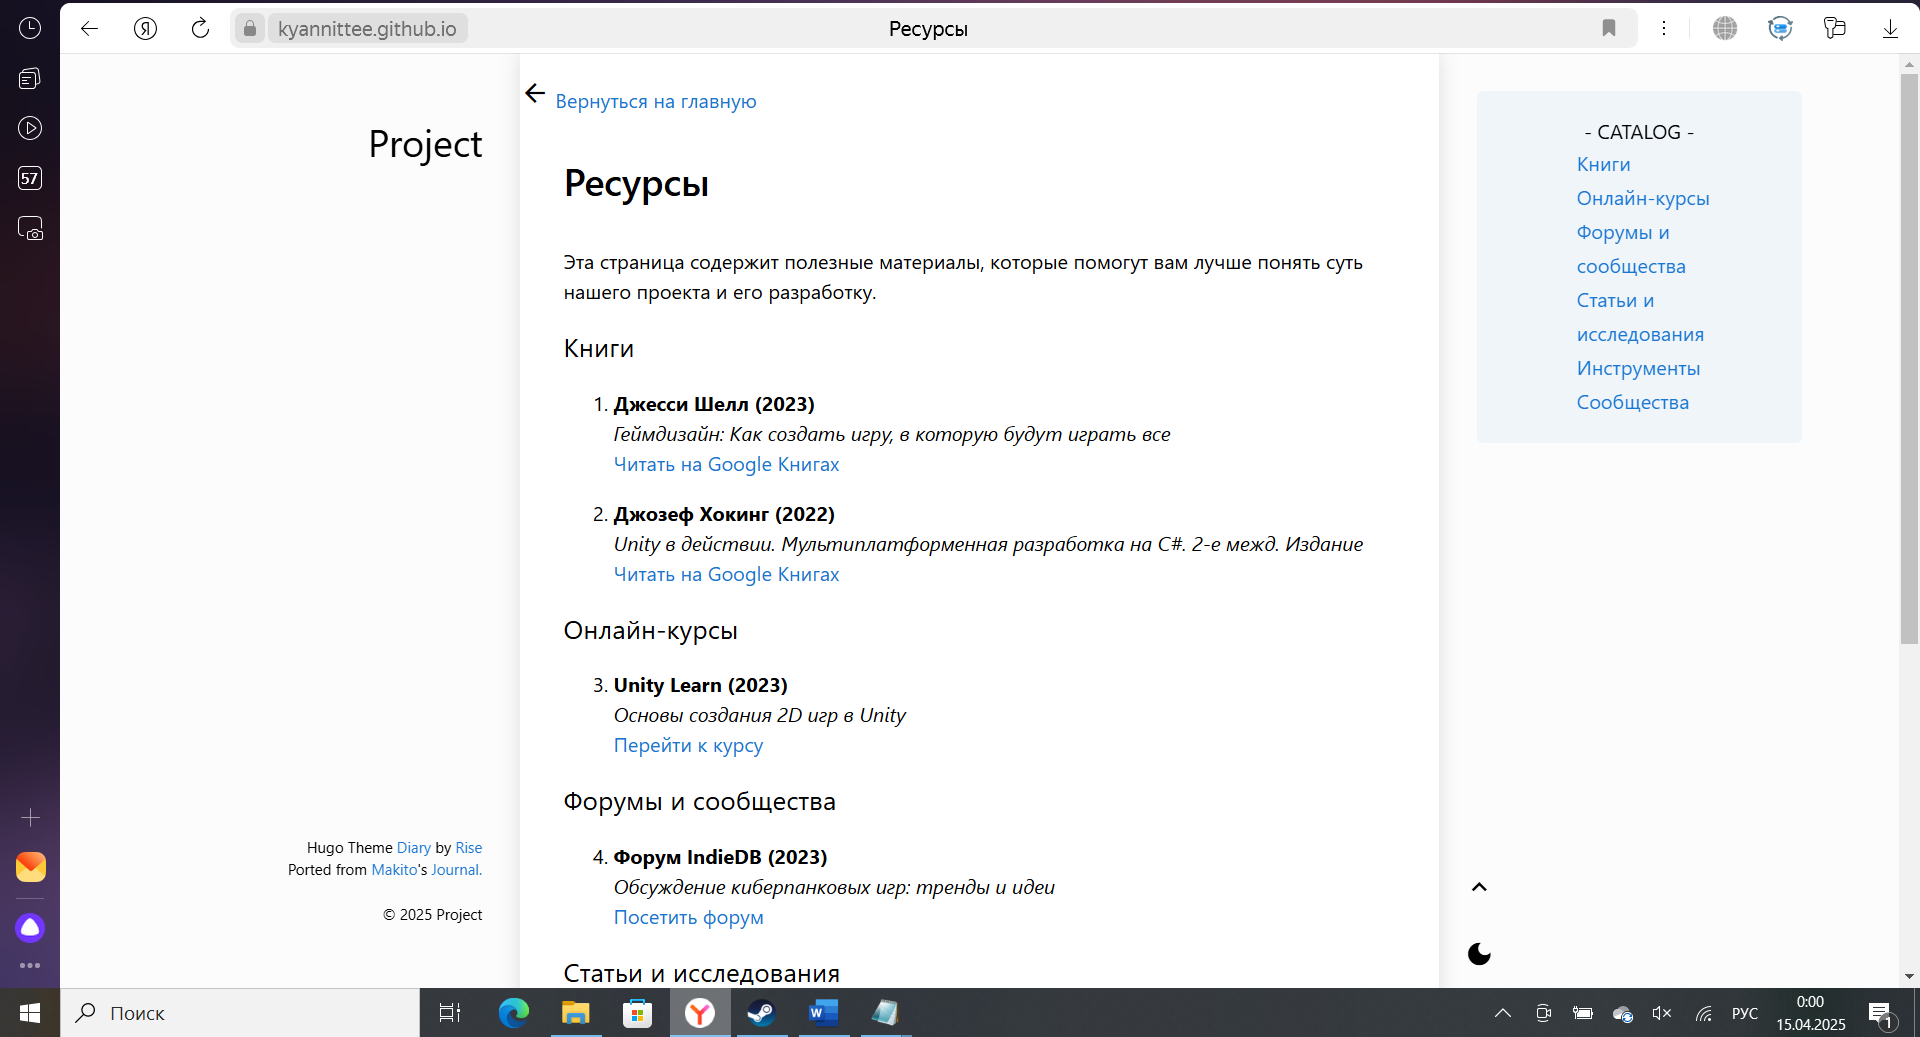 kyannittee.github.io
Ресурсы
57
Project
Вернуться на главную
Ресурсы
Эта страница содержит полезные материалы, которые помогут вам лучше понять суть
нашего проекта и его разработку.
Книги
1. Джесси Шелл (2023)
Геймдизайн: Как создать игру, в которую будут играть все
Читать на Google Книгах
2. Джозеф Хокинг (2022)
Unity в действии. Мультиплатформенная разработка на C#. 2-е межд. Издание
Читать на Google Книгах
Онлайн-курсы
3. Unity Learn (2023)
Основы создания 2D игр в Unity
Перейти к курсу
Форумы и сообщества
4. Форум IndieDB (2023)
Обсуждение киберпанковых игр: тренды и идеи
Посетить форум
Статьи и исследования
- CATALOG -
Книги
Онлайн-курсы
Форумы и
сообщества
Статьи и
исследования
Инструменты
Сообщества
Hugo Theme Diary by Rise
Ported from Makito's Journal.
© 2025 Project
Поиск
РУС
0:00
15.04.2025
1